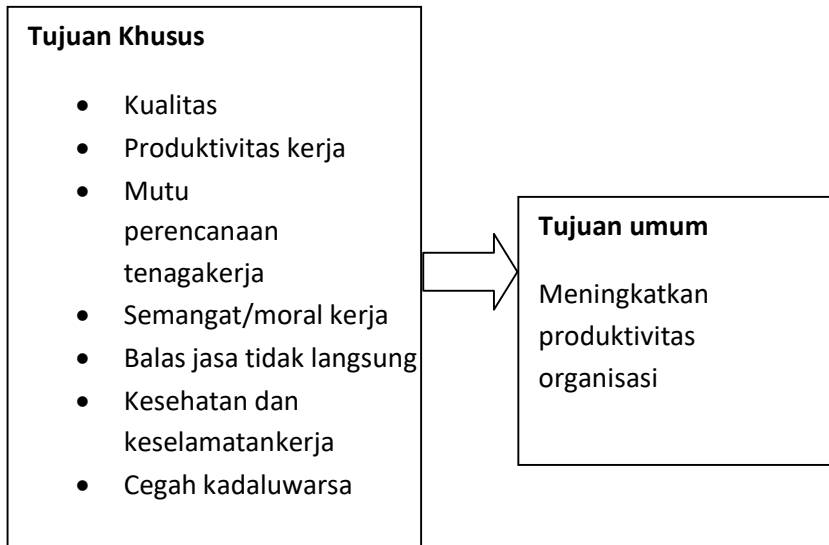 Tujuan Khusus
• Kualitas
• Produktivitas kerja
• Mutu
perencanaan
tenagakerja
• Semangat/moral kerja
• Balas jasa tidak langsung
• Kesehatan dan
keselamatankerja
• Cegah kadaluwarsa
Tujuan umum
Meningkatkan
produktivitas
organisasi